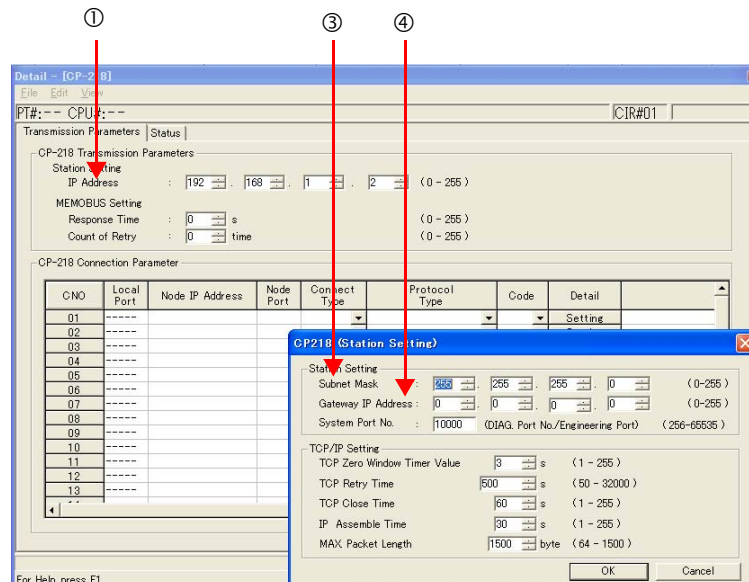 ① ③ ④
Detail - [CP-218]
File Edit View
PT#:-- CPU#:-- CIR#01
Transmission Parameters Status
CP-218 Transmission Parameters
Station Setting
IP Address : 192 . 168 . 1 . 2 (0 - 255)
MEMOBUS Setting
Response Time : 0 s (0 - 255)
Count of Retry : 0 time (0 - 255)
CP-218 Connection Parameter
CNO Local Port Node IP Address Node Port Connect Type Protocol Type Code Detail
01 ----- Setting
02 -----
03 -----
04 -----
05 -----
06 -----
07 -----
08 -----
09 -----
10 -----
11 -----
12 -----
13 -----
CP218 (Station Setting)
Station Setting
Subnet Mask : 255 . 255 . 255 . 0 (0-255)
Gateway IP Address : 0 . 0 . 0 . 0 (0-255)
System Port No. : 10000 (DIAG. Port No./Engineering Port) (256-65535)
TCP/IP Setting
TCP Zero Window Timer Value 3 s (1 - 255)
TCP Retry Time 500 s (50 - 32000)
TCP Close Time 60 s (1 - 255)
IP Assemble Time 30 s (1 - 255)
MAX. Packet Length 1500 byte (64 - 1500)
OK Cancel
For Help, press F1